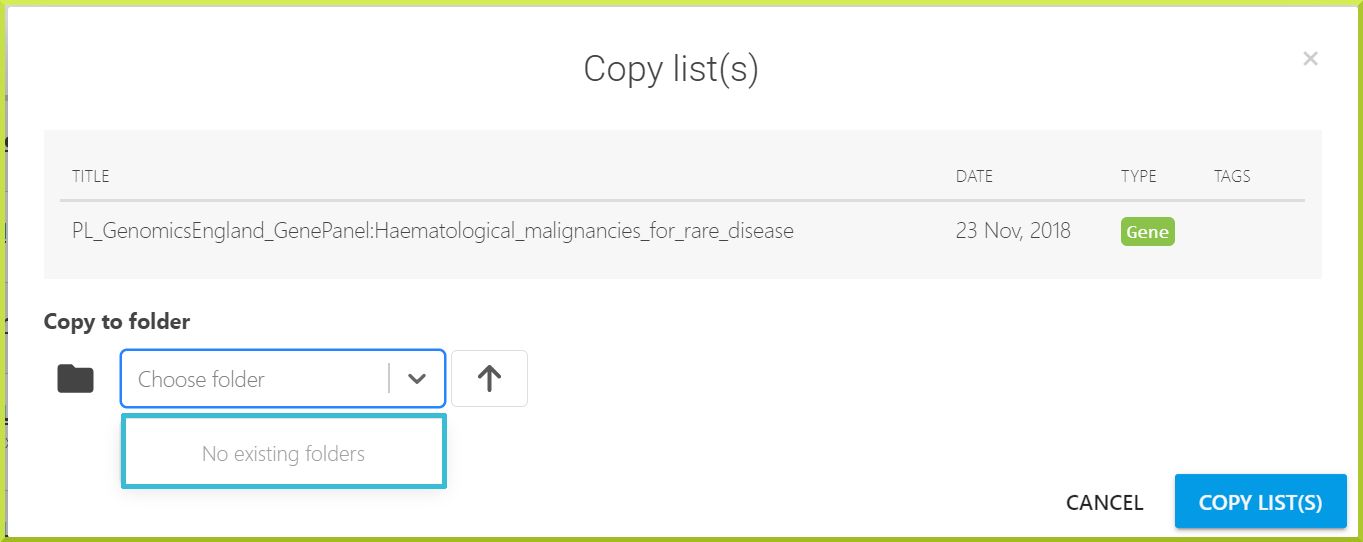 Copy list(s)
×
TITLE DATE TYPE TAGS
PL_GenomicsEngland_GenePanel:Haematological_malignancies_for_rare_disease 23 Nov, 2018 Gene
Copy to folder
Choose folder
No existing folders
CANCEL COPY LIST(S)